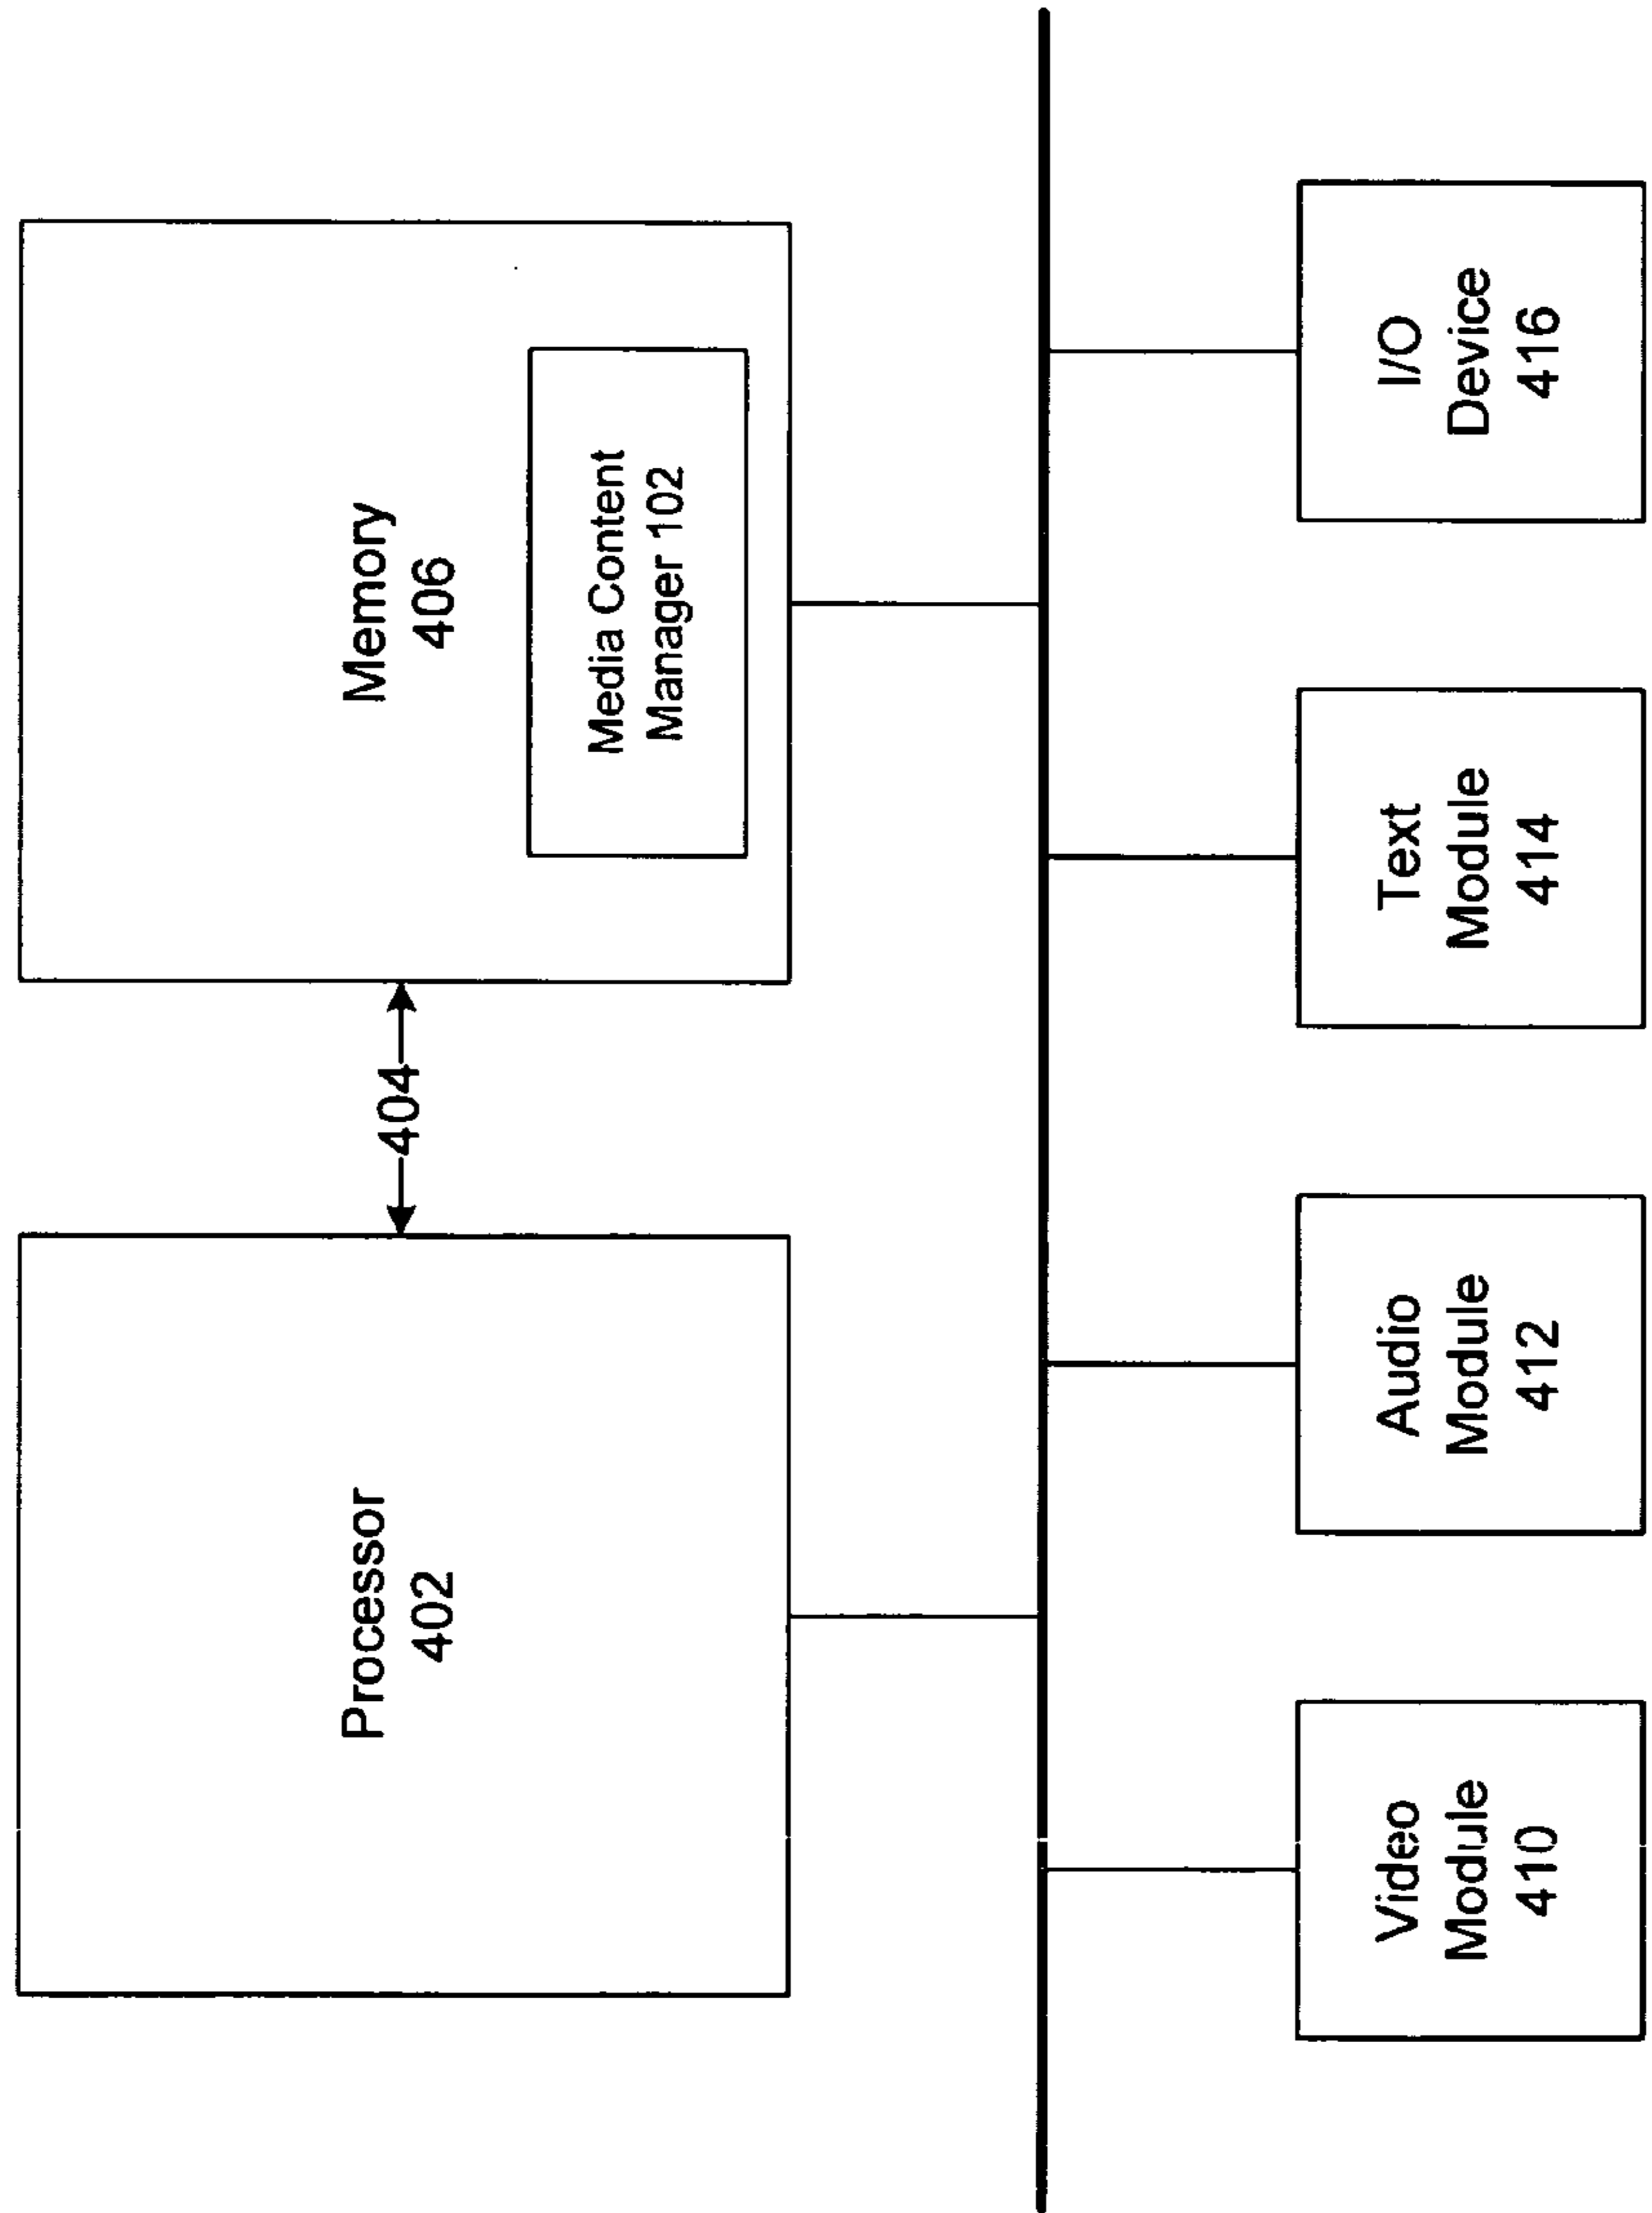 Processor
402
404
Memory
406
Media Content
Manager 102
Video
Module
410
Audio
Module
412
Text
Module
414
I/O
Device
416